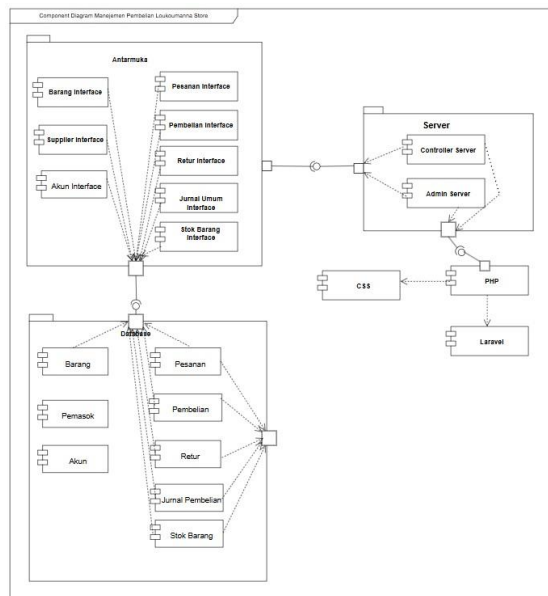 Component Diagram Manejemen Pembelian Loukoumanna Store
Antarmuka
Barang Interface
Supplier Interface
Akun Interface
Pesanan Interface
Pembelian Interface
Retur Interface
Jurnal Umum
Interface
Stok Barang
Interface
Server
Controller Server
Admin Server
CSS
PHP
Laravel
Database
Barang
Pemasok
Akun
Pesanan
Pembelian
Retur
Jurnal Pembelian
Stok Barang